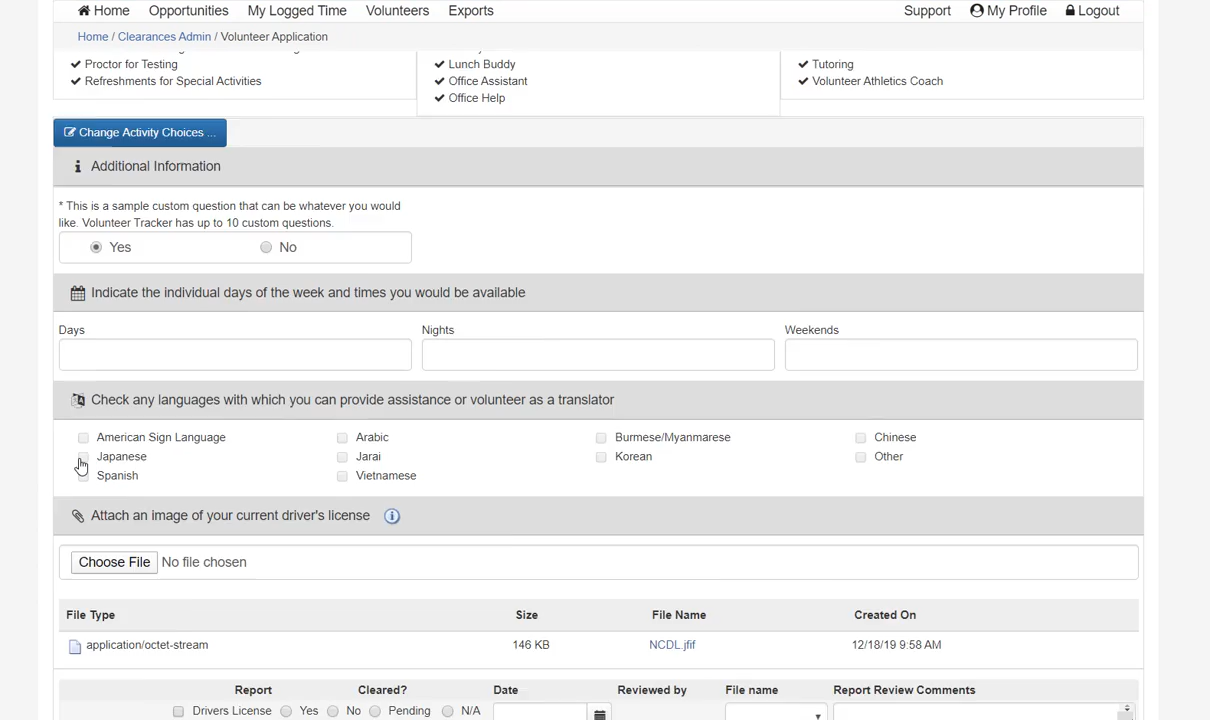 Home Opportunities My Logged Time Volunteers Exports Support My Profile Logout
Home / Clearances Admin / Volunteer Application
Proctor for Testing Lunch Buddy Tutoring
Refreshments for Special Activities Office Assistant Volunteer Athletics Coach
Office Help
Change Activity Choices ...
Additional Information
* This is a sample custom question that can be whatever you would
like. Volunteer Tracker has up to 10 custom questions.
Yes No
Indicate the individual days of the week and times you would be available
Days Nights Weekends
Check any languages with which you can provide assistance or volunteer as a translator
American Sign Language Arabic Burmese/Myanmarese Chinese
Japanese Jarai Korean Other
Spanish Vietnamese
Attach an image of your current driver's license
Choose File No file chosen
File Type Size File Name Created On
application/octet-stream 146 KB NCDL.jfif 12/18/19 9:58 AM
Report Cleared? Date Reviewed by File name Report Review Comments
Drivers License Yes No Pending N/A